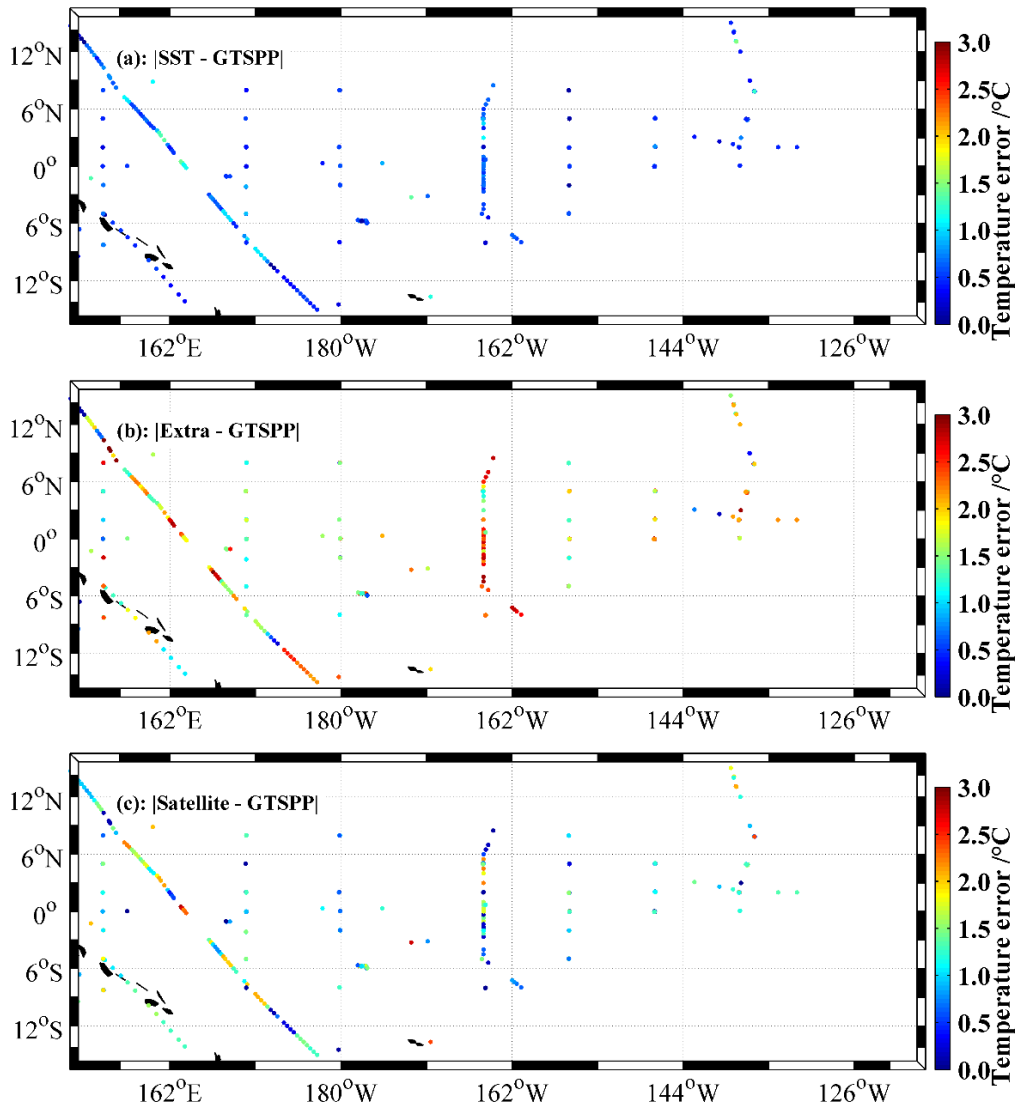 (a): |SST - GTSPP|
12°N
6°N
0°
6°S
12°S
162°E 180°W 162°W 144°W 126°W
3.0
2.5
2.0
1.5
1.0
0.5
0.0
Temperature error /°C
(b): |Extra - GTSPP|
12°N
6°N
0°
6°S
12°S
162°E 180°W 162°W 144°W 126°W
3.0
2.5
2.0
1.5
1.0
0.5
0.0
Temperature error /°C
(c): |Satellite - GTSPP|
12°N
6°N
0°
6°S
12°S
162°E 180°W 162°W 144°W 126°W
3.0
2.5
2.0
1.5
1.0
0.5
0.0
Temperature error /°C